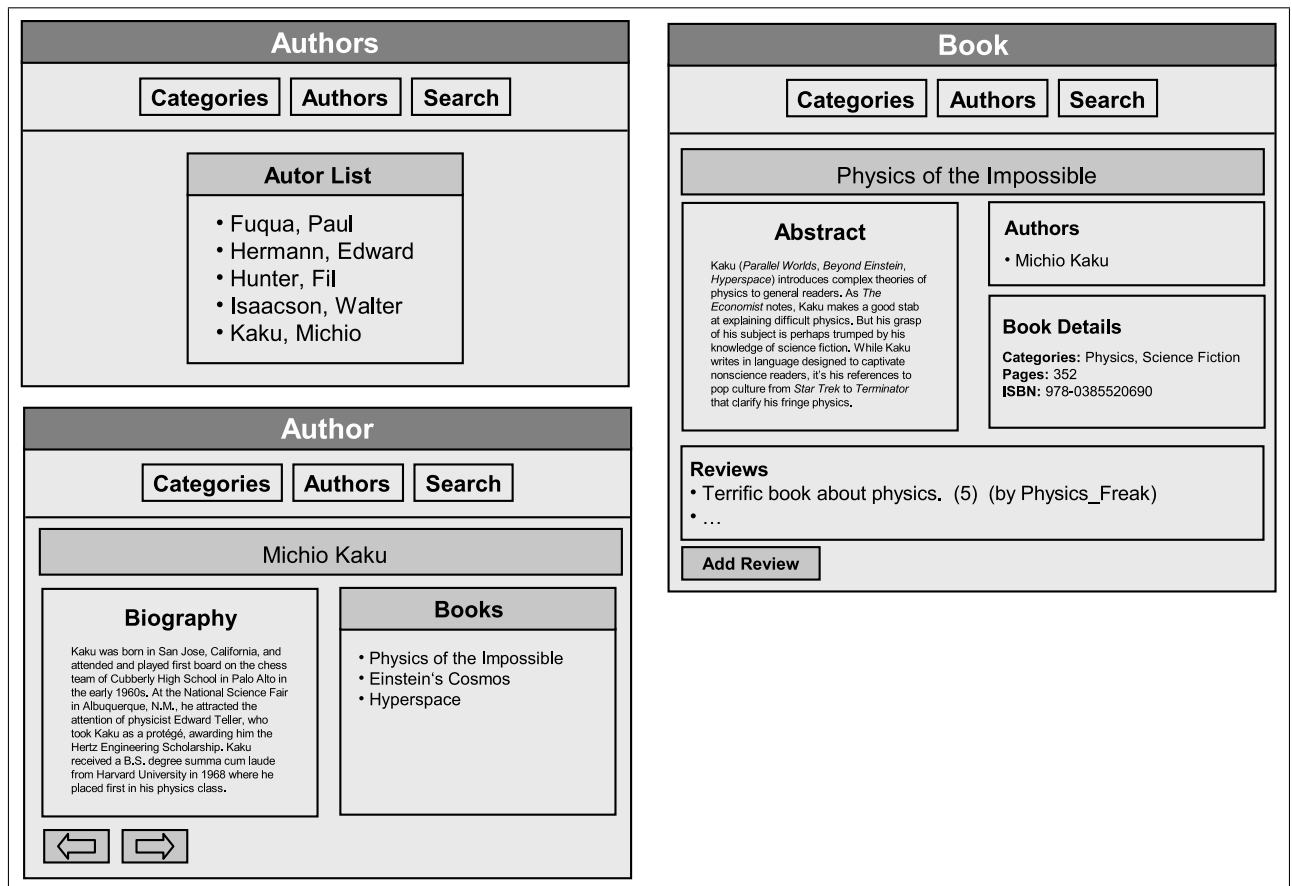 Authors
Categories Authors Search
Autor List
• Fuqua, Paul
• Hermann, Edward
• Hunter, Fil
• Isaacson, Walter
• Kaku, Michio
Author
Categories Authors Search
Michio Kaku
Biography
Kaku was born in San Jose, California, and
attended and played first board on the chess
team of Cubberly High School in Palo Alto in
the early 1960s. At the National Science Fair
in Albuquerque, N.M., he attracted the
attention of physicist Edward Teller, who
took Kaku as a protégé, awarding him the
Hertz Engineering Scholarship. Kaku
received a B.S. degree summa cum laude
from Harvard University in 1968 where he
placed first in his physics class.
Books
• Physics of the Impossible
• Einstein‘s Cosmos
• Hyperspace
Book
Categories Authors Search
Physics of the Impossible
Abstract
Kaku (Parallel Worlds, Beyond Einstein,
Hyperspace) introduces complex theories of
physics to general readers. As The
Economist notes, Kaku makes a good stab
at explaining difficult physics. But his grasp
of his subject is perhaps trumped by his
knowledge of science fiction. While Kaku
writes in language designed to captivate
nonscience readers, it's his references to
pop culture from Star Trek to Terminator
that clarify his fringe physics.
Authors
• Michio Kaku
Book Details
Categories: Physics, Science Fiction
Pages: 352
ISBN: 978-0385520690
Reviews
• Terrific book about physics. (5) (by Physics_Freak)
• …
Add Review